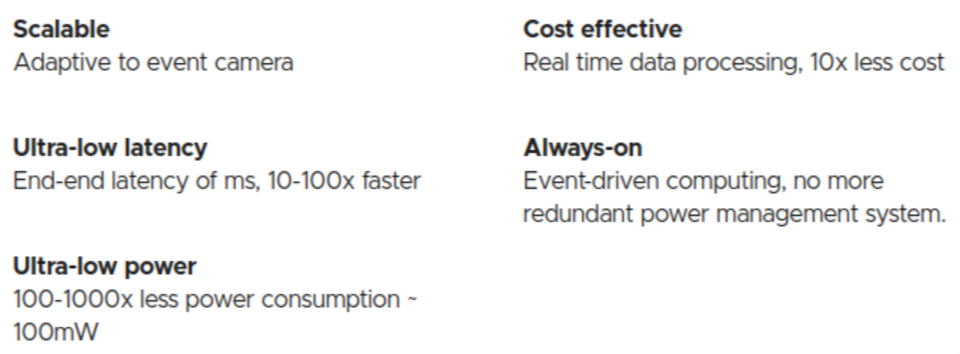 Scalable
Adaptive to event camera
Ultra-low latency
End-end latency of ms, 10-100x faster
Ultra-low power
100-1000x less power consumption ~
100mW
Cost effective
Real time data processing, 10x less cost
Always-on
Event-driven computing, no more
redundant power management system.